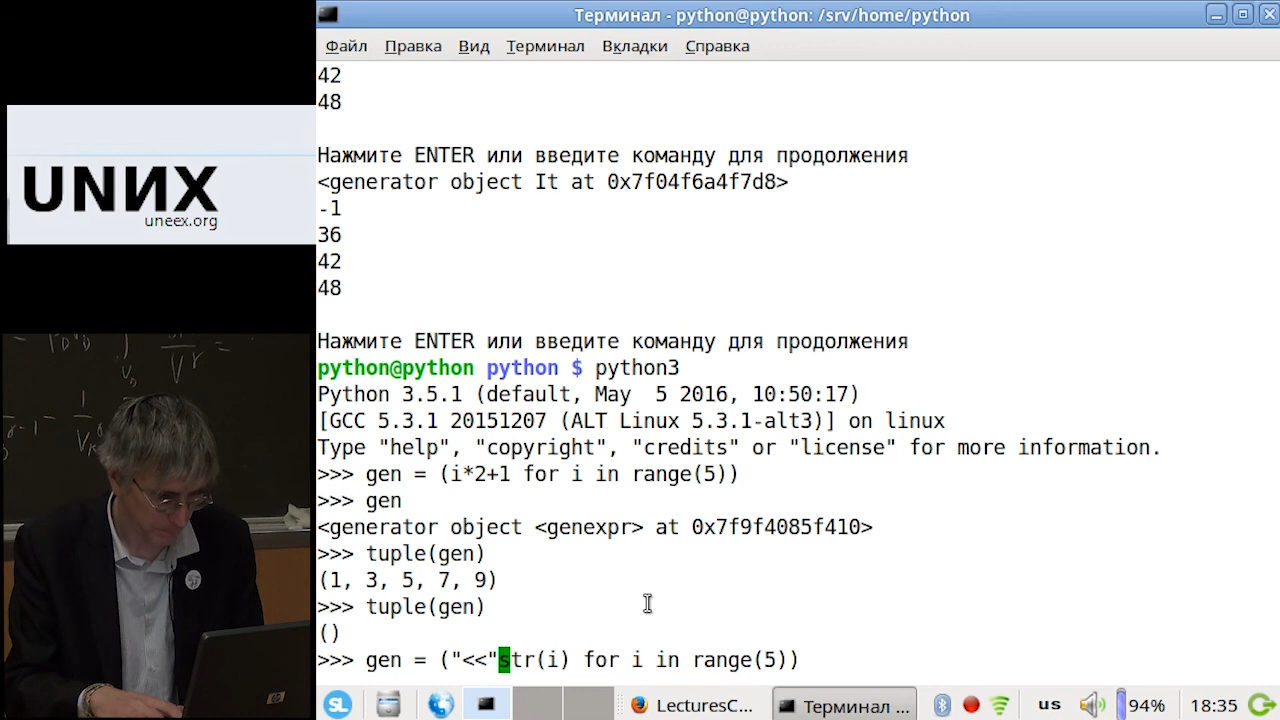 Терминал - python@python: /srv/home/python
Файл Правка Вид Терминал Вкладки Справка
42
48
Нажмите ENTER или введите команду для продолжения
<generator object It at 0x7f04f6a4f7d8>
-1
36
42
48
Нажмите ENTER или введите команду для продолжения
python@python python $ python3
Python 3.5.1 (default, May  5 2016, 10:50:17)
[GCC 5.3.1 20151207 (ALT Linux 5.3.1-alt3)] on linux
Type "help", "copyright", "credits" or "license" for more information.
>>> gen = (i*2+1 for i in range(5))
>>> gen
<generator object <genexpr> at 0x7f9f4085f410>
>>> tuple(gen)
(1, 3, 5, 7, 9)
>>> tuple(gen)
()
>>> gen = ("<<"str(i) for i in range(5))
SL LecturesC... Терминал ... us 94% 18:35
UNИX
uneex.org
hp